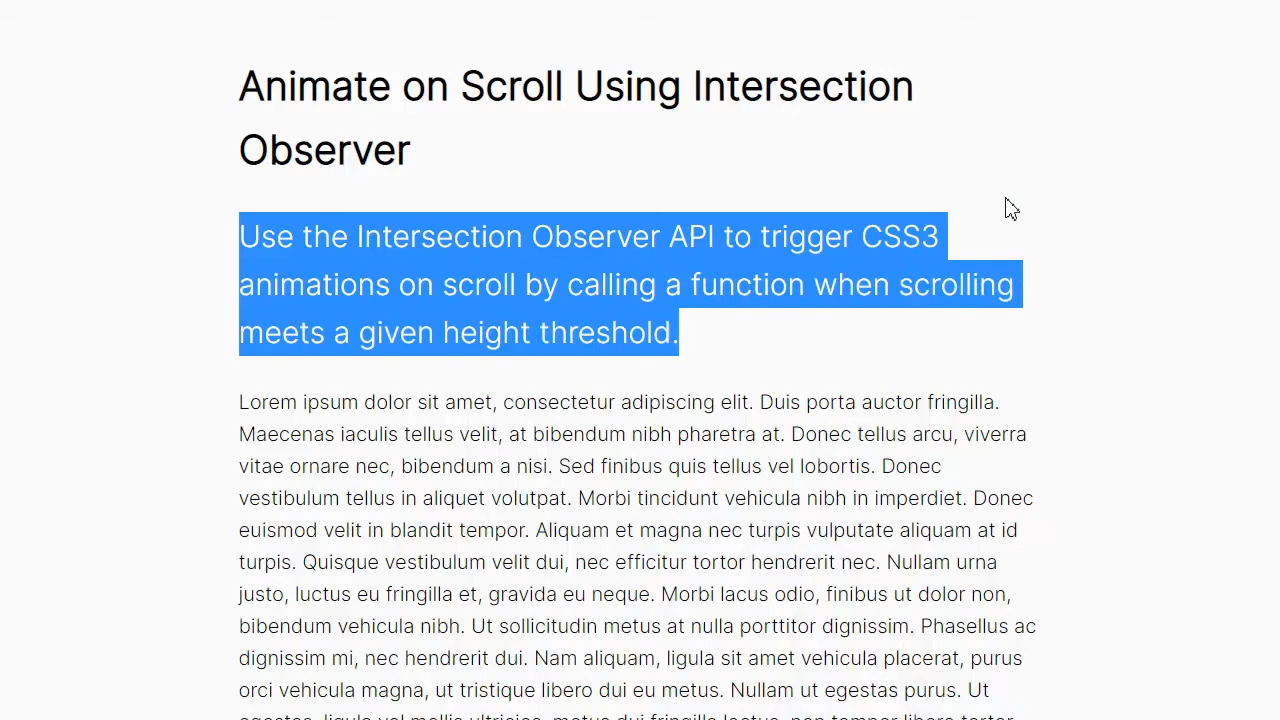 Animate on Scroll Using Intersection
Observer
Use the Intersection Observer API to trigger CSS3
animations on scroll by calling a function when scrolling
meets a given height threshold.
Lorem ipsum dolor sit amet, consectetur adipiscing elit. Duis porta auctor fringilla.
Maecenas iaculis tellus velit, at bibendum nibh pharetra at. Donec tellus arcu, viverra
vitae ornare nec, bibendum a nisi. Sed finibus quis tellus vel lobortis. Donec
vestibulum tellus in aliquet volutpat. Morbi tincidunt vehicula nibh in imperdiet. Donec
euismod velit in blandit tempor. Aliquam et magna nec turpis vulputate aliquam at id
turpis. Quisque vestibulum velit dui, nec efficitur tortor hendrerit nec. Nullam urna
justo, luctus eu fringilla et, gravida eu neque. Morbi lacus odio, finibus ut dolor non,
bibendum vehicula nibh. Ut sollicitudin metus at nulla porttitor dignissim. Phasellus ac
dignissim mi, nec hendrerit dui. Nam aliquam, ligula sit amet vehicula placerat, purus
orci vehicula magna, ut tristique libero dui eu metus. Nullam ut egestas purus. Ut